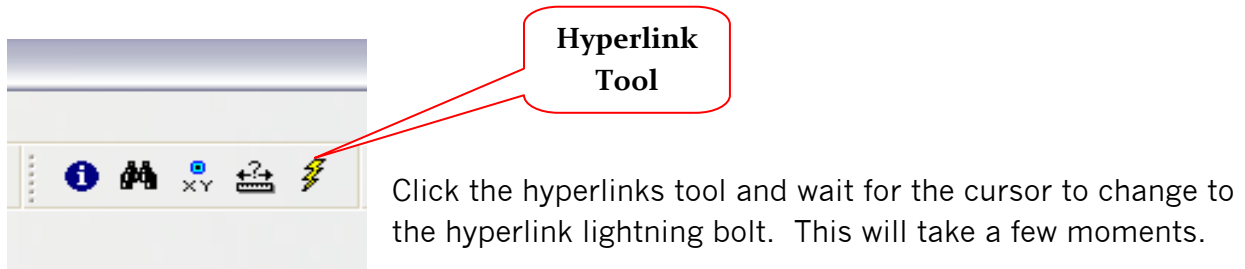 Hyperlink
Tool
i
XY
?
Click the hyperlinks tool and wait for the cursor to change to
the hyperlink lightning bolt.  This will take a few moments.